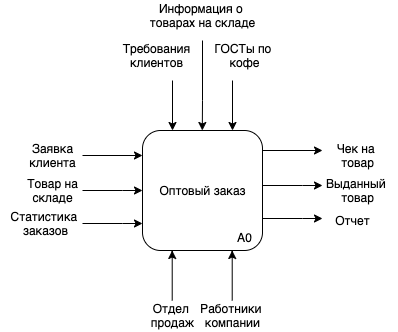 Информация о
товарах на складе
Требования
клиентов
ГОСТы по
кофе
Заявка
клиента
Товар на
складе
Статистика
заказов
Оптовый заказ
A0
Чек на
товар
Выданный
товар
Отчет
Отдел
продаж
Работники
компании